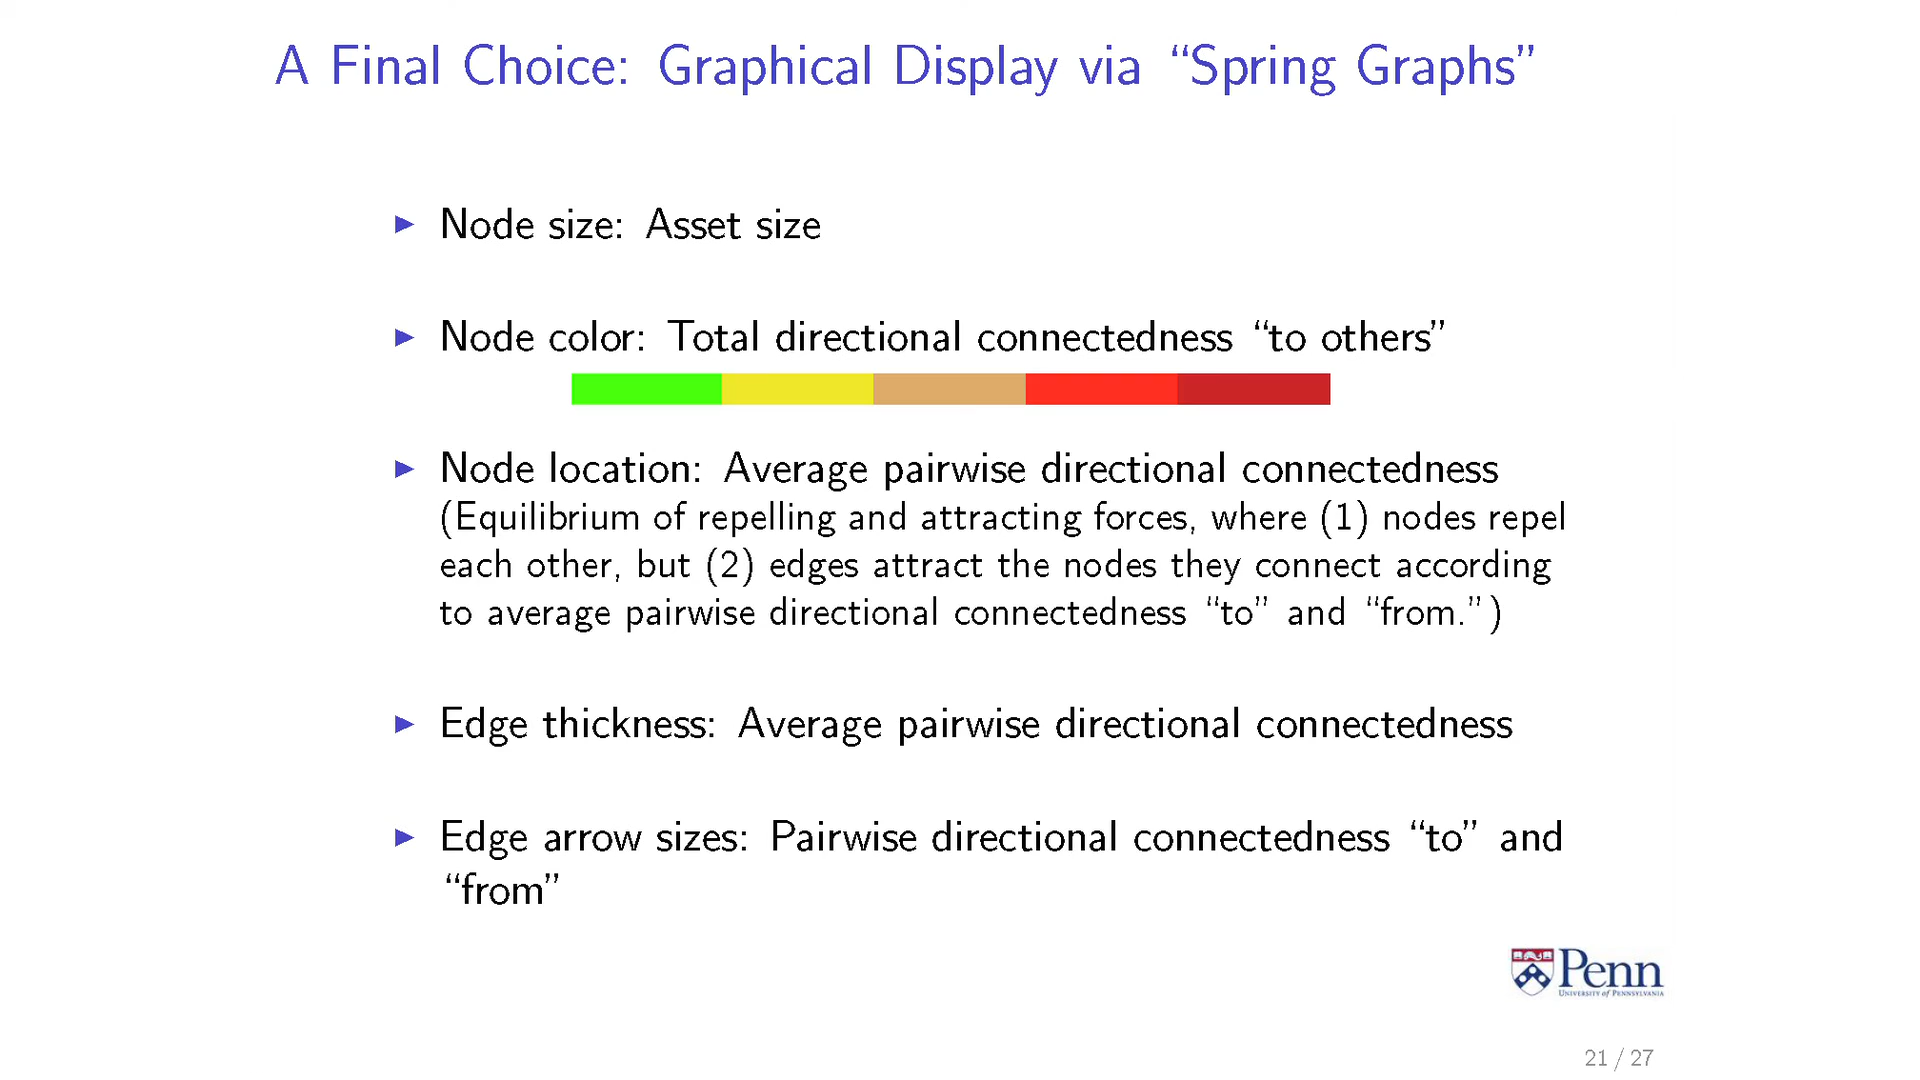 A Final Choice: Graphical Display via “Spring Graphs”
Node size: Asset size
Node color: Total directional connectedness “to others”
Node location: Average pairwise directional connectedness
(Equilibrium of repelling and attracting forces, where (1) nodes repel
each other, but (2) edges attract the nodes they connect according
to average pairwise directional connectedness “to” and “from.”)
Edge thickness: Average pairwise directional connectedness
Edge arrow sizes: Pairwise directional connectedness “to” and
“from”
Penn
UNIVERSITY of PENNSYLVANIA
21 / 27